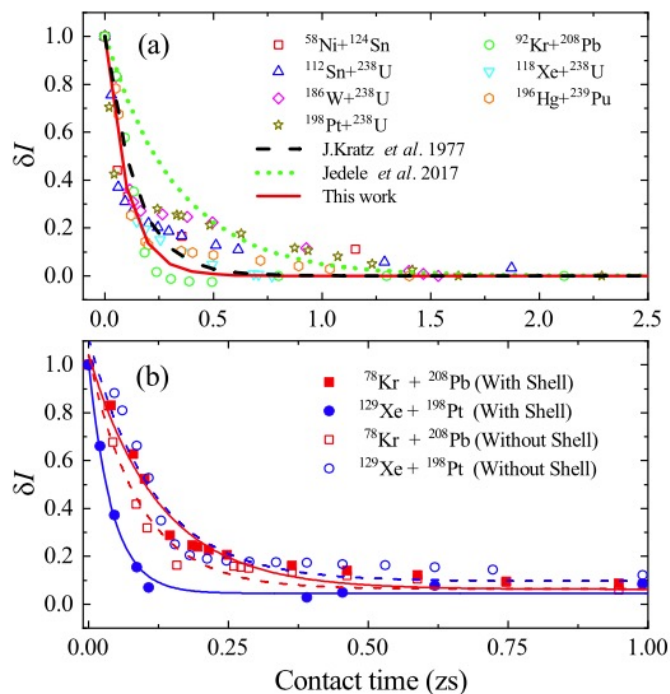 (a)
⁵⁸Ni+¹²⁴Sn
⁹²Kr+²⁰⁸Pb
¹¹²Sn+²³⁸U
¹¹⁸Xe+²³⁸U
¹⁸⁶W+²³⁸U
¹⁹⁶Hg+²³⁹Pu
¹⁹⁸Pt+²³⁸U
J.Kratz et al. 1977
Jedele et al. 2017
This work
δI
1.0
0.8
0.6
0.4
0.2
0.0
0.0 0.5 1.0 1.5 2.0 2.5
(b)
⁷⁸Kr + ²⁰⁸Pb (With Shell)
¹²⁹Xe + ¹⁹⁸Pt (With Shell)
⁷⁸Kr + ²⁰⁸Pb (Without Shell)
¹²⁹Xe + ¹⁹⁸Pt (Without Shell)
δI
1.0
0.8
0.6
0.4
0.2
0.0
0.00 0.25 0.50 0.75 1.00
Contact time (zs)